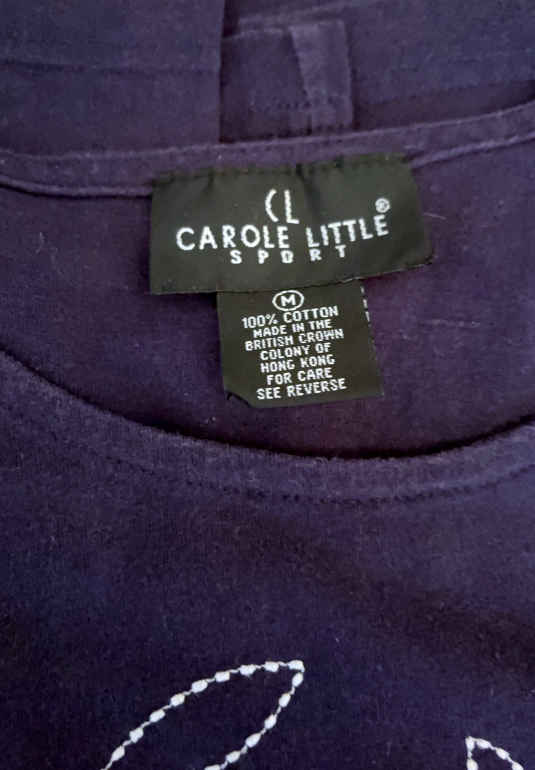 CL
CAROLE LITTLE®
SPORT
M
100% COTTON
MADE IN THE
BRITISH CROWN
COLONY OF
HONG KONG
FOR CARE
SEE REVERSE